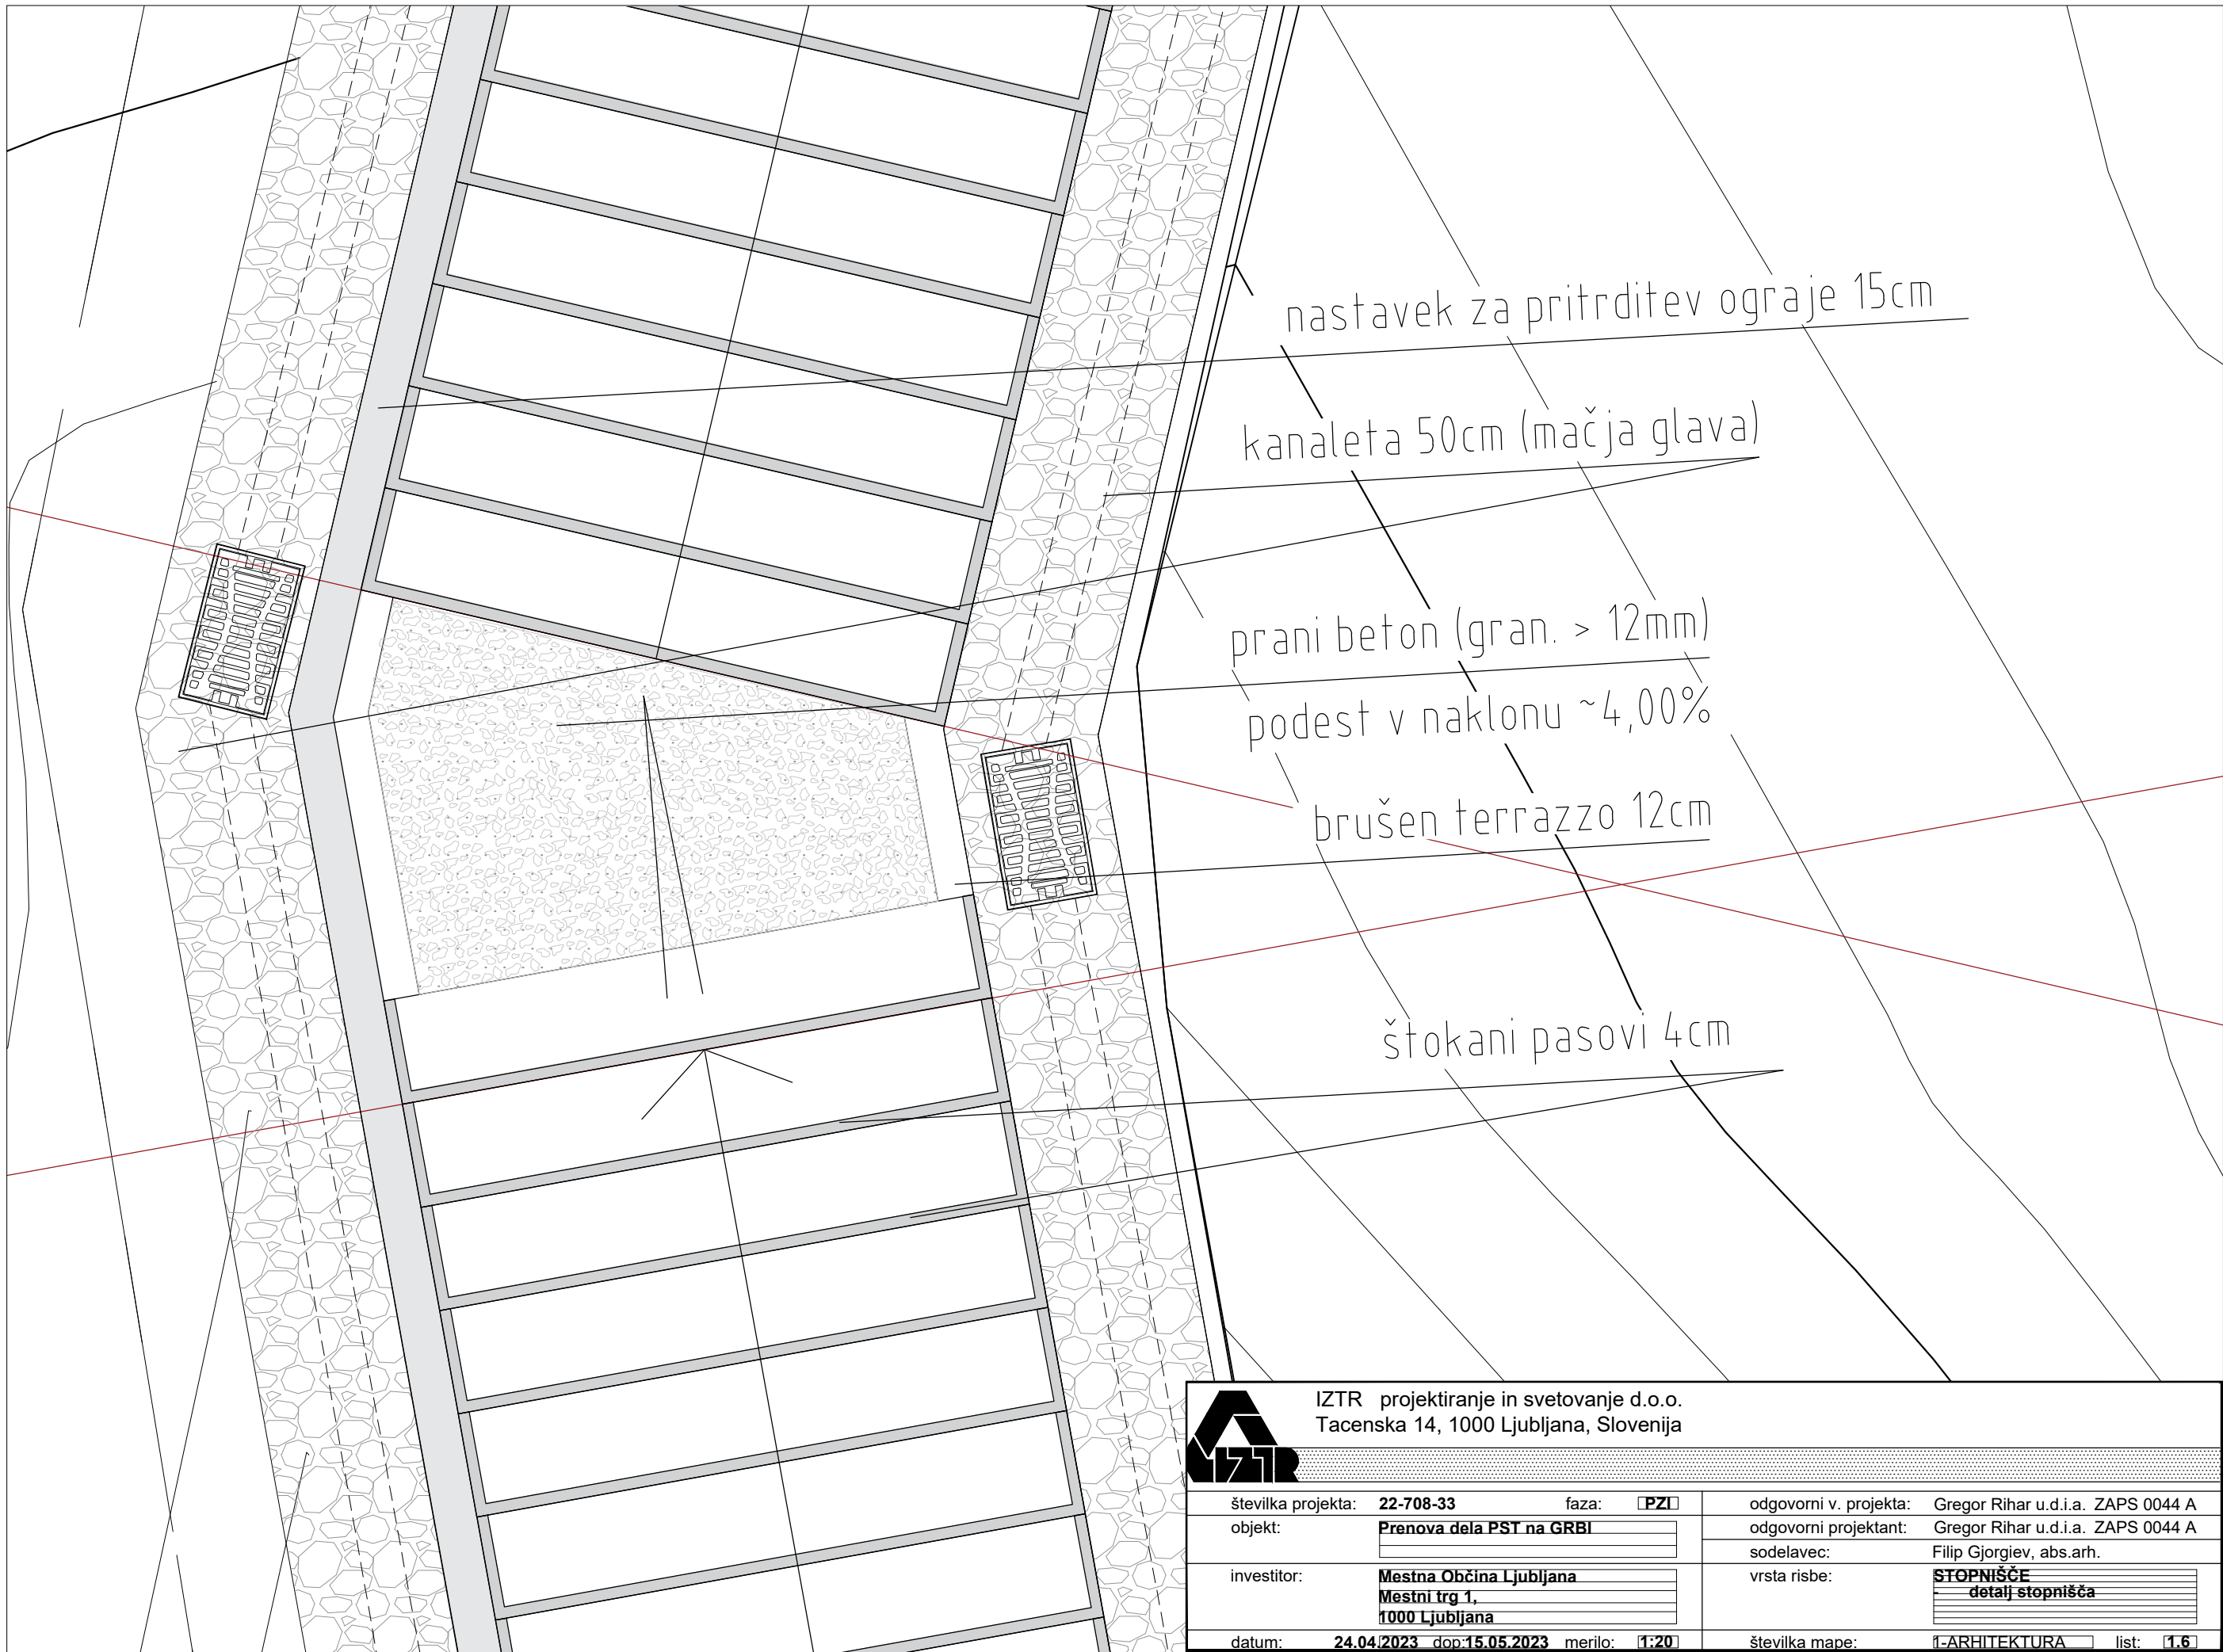 nastavek za pritrditev ograje 15cm
kanaleta 50cm (mačja glava)
prani beton (gran. > 12mm)
podest v naklonu ~4,00%
brušen terrazzo 12cm
štokani pasovi 4cm
IZTR projektiranje in svetovanje d.o.o.
Tacenska 14, 1000 Ljubljana, Slovenija
IZTR
številka projekta: 22-708-33 faza: PZI
objekt: Prenova dela PST na GRBI
investitor: Mestna Občina Ljubljana
Mestni trg 1,
1000 Ljubljana
datum: 24.04.2023 dop:15.05.2023 merilo: 1:20
odgovorni v. projekta: Gregor Rihar u.d.i.a. ZAPS 0044 A
odgovorni projektant: Gregor Rihar u.d.i.a. ZAPS 0044 A
sodelavec: Filip Gjorgiev, abs.arh.
vrsta risbe: STOPNIŠČE
- detalj stopnišča
številka mape: 1-ARHITEKTURA list: 1.6